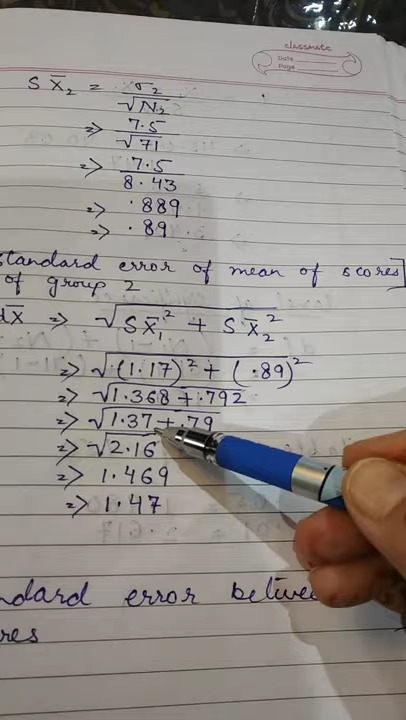 classmate
Date
Page
S X̄₂ = σ₂
√N₂
=> 7.5
√71
=> 7.5
8.43
=> .889
=> .89
standard error of mean of scores]
of group 2
dX̄ => √SX̄₁² + SX̄₂²
=> √(1.17)² + (.89)²
=> √1.368 + .792
=> √1.37 + .79
=> √2.16
=> 1.469
=> 1.47
ndard error betwee
res